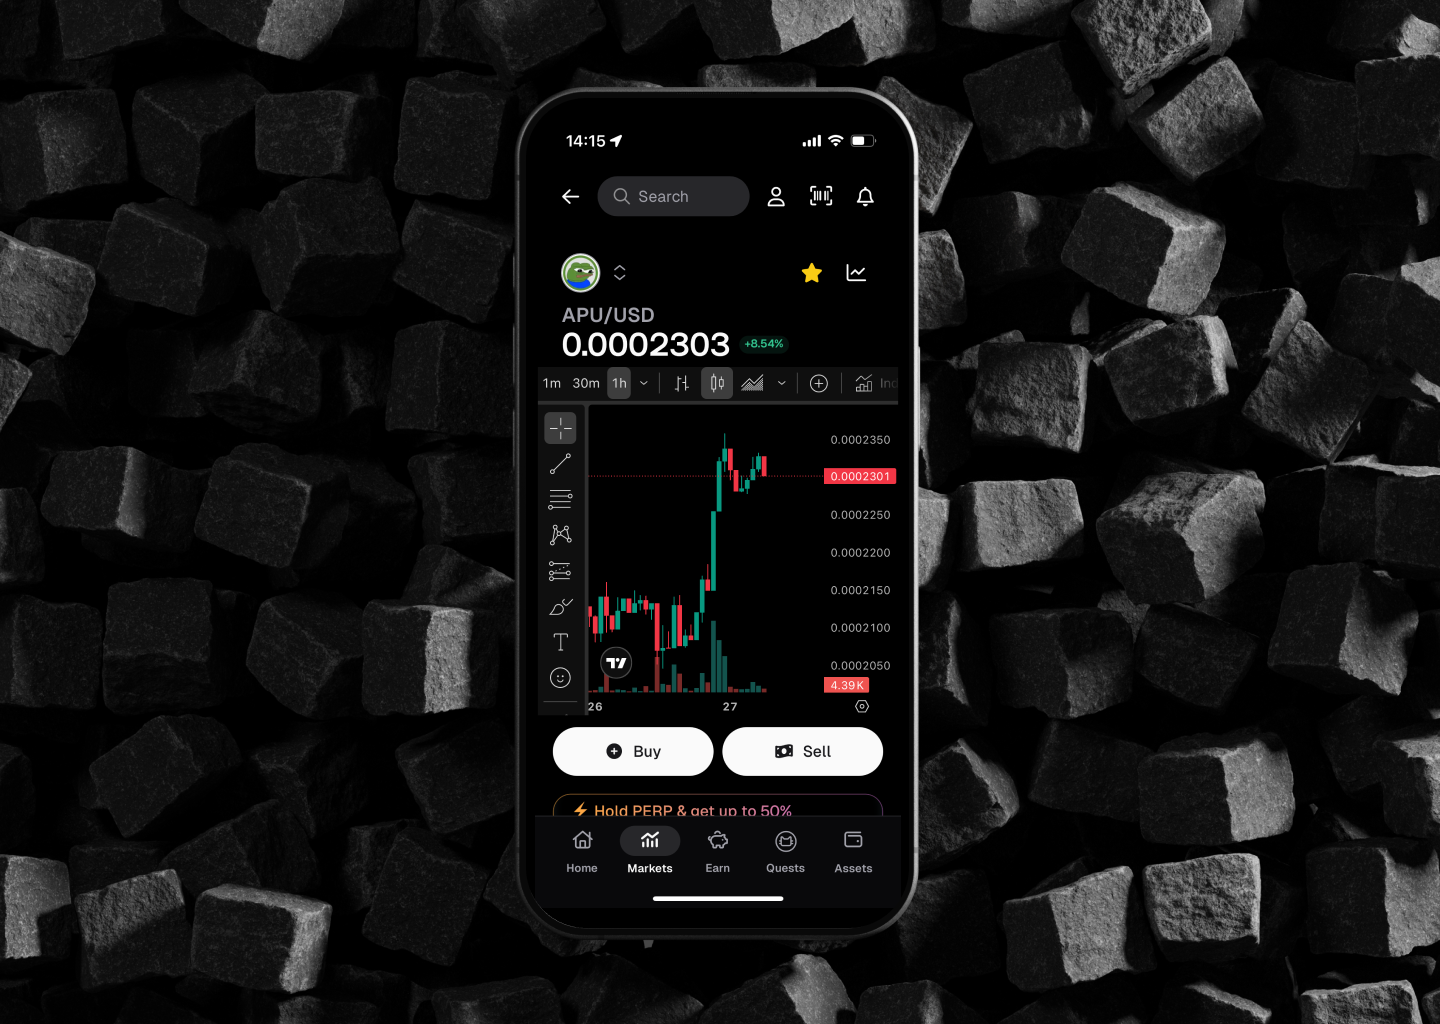 14:15
Search
APU/USD
0.0002303 +8.54%
1m 30m 1h Ind
0.0002350
0.0002301
0.0002250
0.0002200
0.0002150
0.0002100
0.0002050
4.39K
26 27
Buy Sell
Hold PERP & get up to 50%
Home Markets Earn Quests Assets